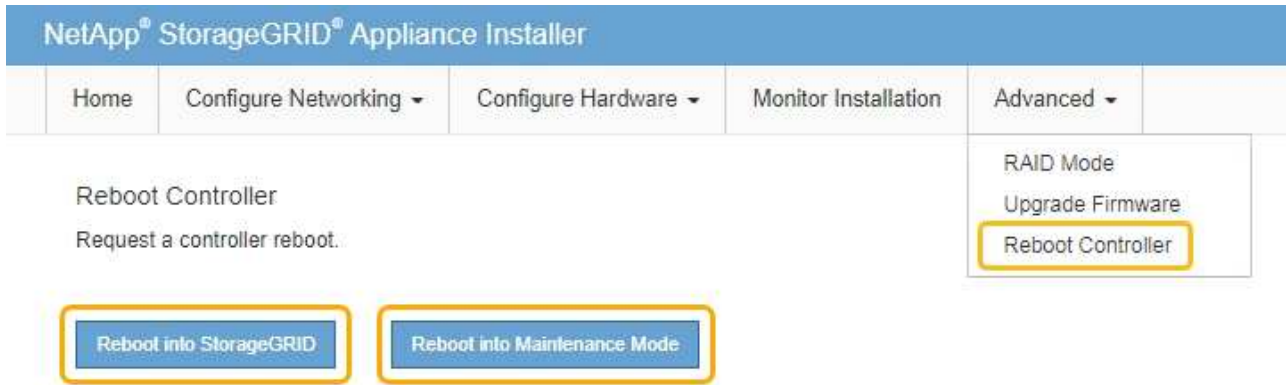 NetApp® StorageGRID® Appliance Installer
Home Configure Networking Configure Hardware Monitor Installation Advanced
RAID Mode
Upgrade Firmware
Reboot Controller
Reboot Controller
Request a controller reboot.
Reboot into StorageGRID Reboot into Maintenance Mode